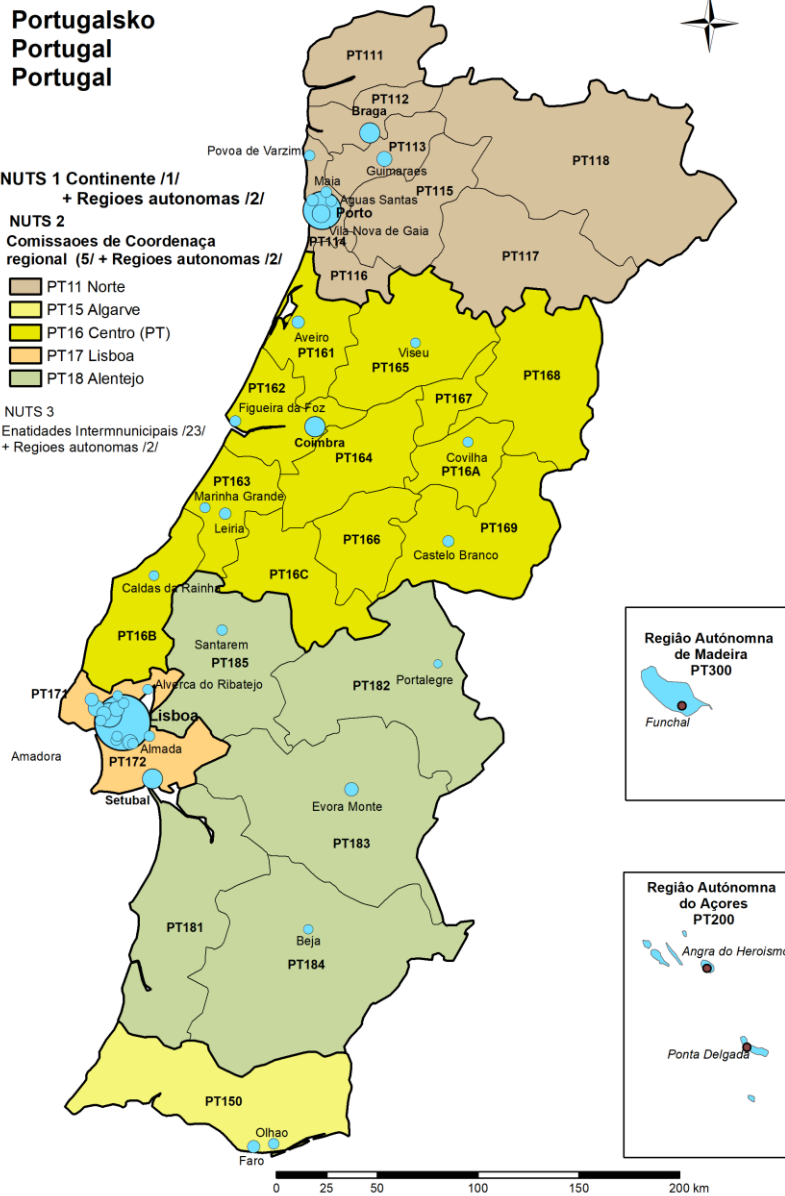 Portugalsko
Portugal
Portugal
NUTS 1 Continente /1/
+ Regioes autonomas /2/
NUTS 2
Comissaoes de Coordenaça
regional (5/ + Regioes autonomas /2/
PT11 Norte
PT15 Algarve
PT16 Centro (PT)
PT17 Lisboa
PT18 Alentejo
NUTS 3
Enatidades Intermnunicipais /23/
+ Regioes autonomas /2/
PT111
PT112
Braga
PT113
Povoa de Varzim
Guimaraes
PT118
Maia
PT115
Aguas Santas
Porto
Vila Nova de Gaia
PT114
PT117
PT116
Aveiro
PT161
Viseu
PT165
PT168
PT162
PT167
Figueira da Foz
Coimbra
PT164
Covilha
PT16A
PT163
Marinha Grande
Leiria
PT169
PT166
Castelo Branco
PT16C
Caldas da Rainha
PT16B
Santarem
PT185
PT182
Portalegre
PT171
Alverca do Ribatejo
Lisboa
Amadora
Almada
PT172
Setubal
Evora Monte
PT183
PT181
Beja
PT184
PT150
Olhao
Faro
Região Autónomna
de Madeira
PT300
Funchal
Região Autónomna
do Açores
PT200
Angra do Heroismo
Ponta Delgada
0 25 50 100 150 200 km